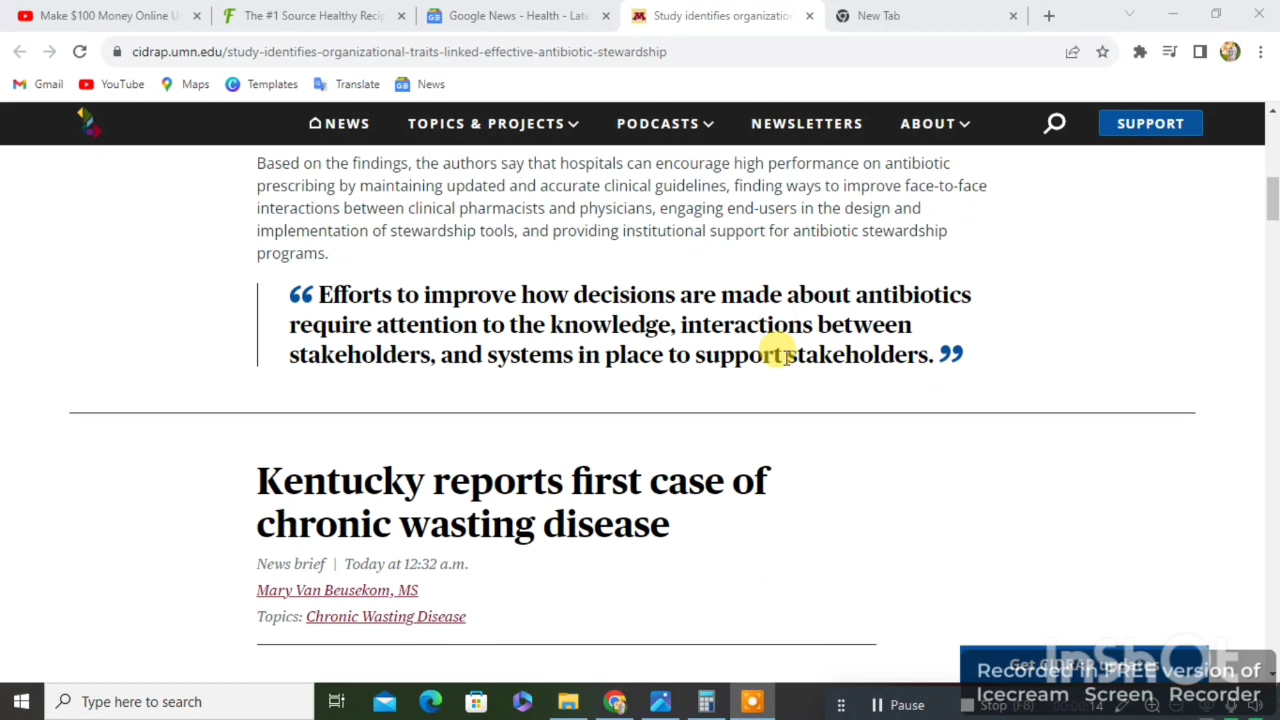 Make $100 Money Online U
The #1 Source Healthy Recip
Google News - Health - Late
Study identifies organizatio
New Tab
cidrap.umn.edu/study-identifies-organizational-traits-linked-effective-antibiotic-stewardship
Gmail
YouTube
Maps
Templates
Translate
News
NEWS
TOPICS & PROJECTS
PODCASTS
NEWSLETTERS
ABOUT
SUPPORT
Based on the findings, the authors say that hospitals can encourage high performance on antibiotic
prescribing by maintaining updated and accurate clinical guidelines, finding ways to improve face-to-face
interactions between clinical pharmacists and physicians, engaging end-users in the design and
implementation of stewardship tools, and providing institutional support for antibiotic stewardship
programs.
“ Efforts to improve how decisions are made about antibiotics
require attention to the knowledge, interactions between
stakeholders, and systems in place to support stakeholders. ”
Kentucky reports first case of
chronic wasting disease
News brief | Today at 12:32 a.m.
Mary Van Beusekom, MS
Topics: Chronic Wasting Disease
Get CIDRAP updates
InShot
Recorded in FREE version of
Icecream Screen Recorder
Type here to search
Pause
Stop (F8)